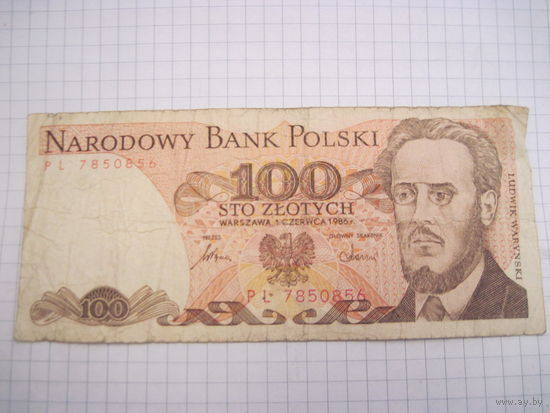 NARODOWY BANK POLSKI
PL 7850856
100
STO ZŁOTYCH
WARSZAWA 1 CZERWCA 1986 r.
PREZES GŁÓWNY SKARBNIK
PL 7850856
100
LUDWIK WARYŃSKI
www.ay.by